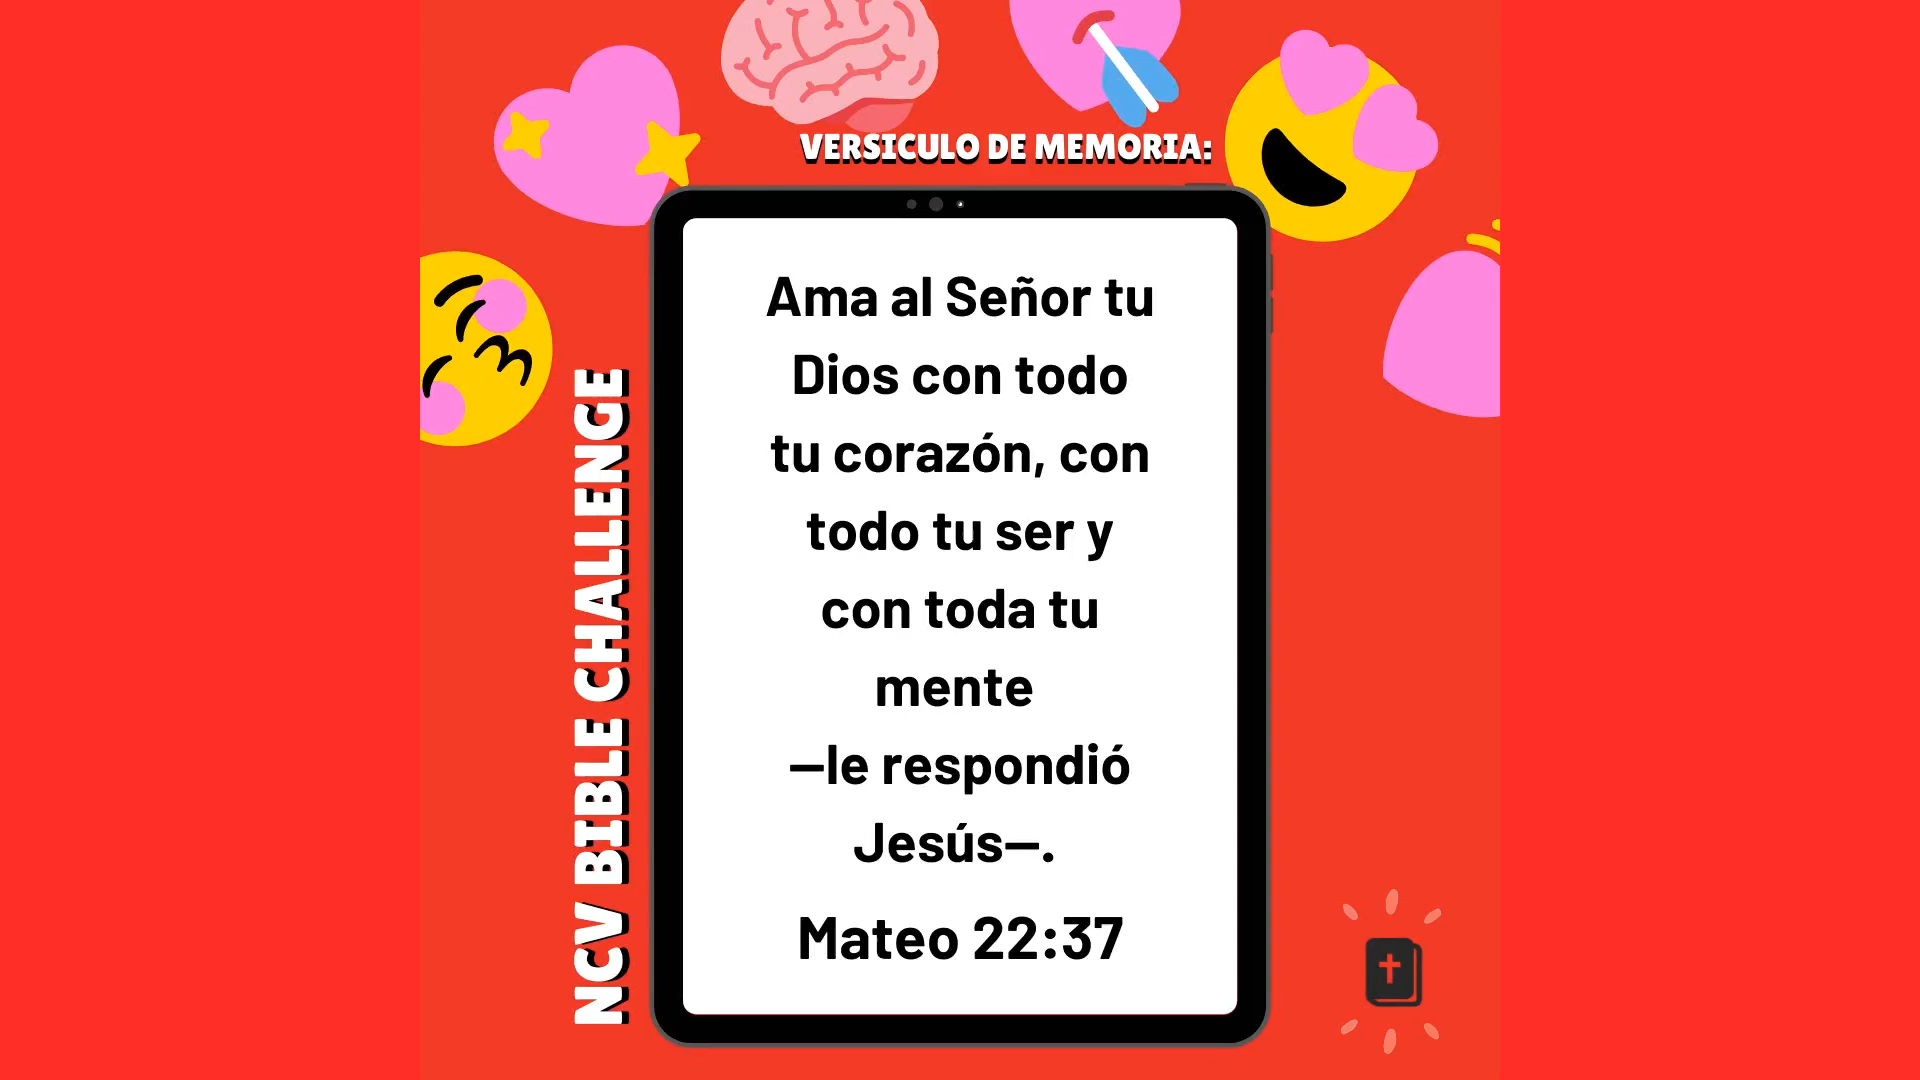 VERSICULO DE MEMORIA:
Ama al Señor tu
Dios con todo
tu corazón, con
todo tu ser y
con toda tu
mente
—le respondió
Jesús—.
Mateo 22:37
NCV BIBLE CHALLENGE